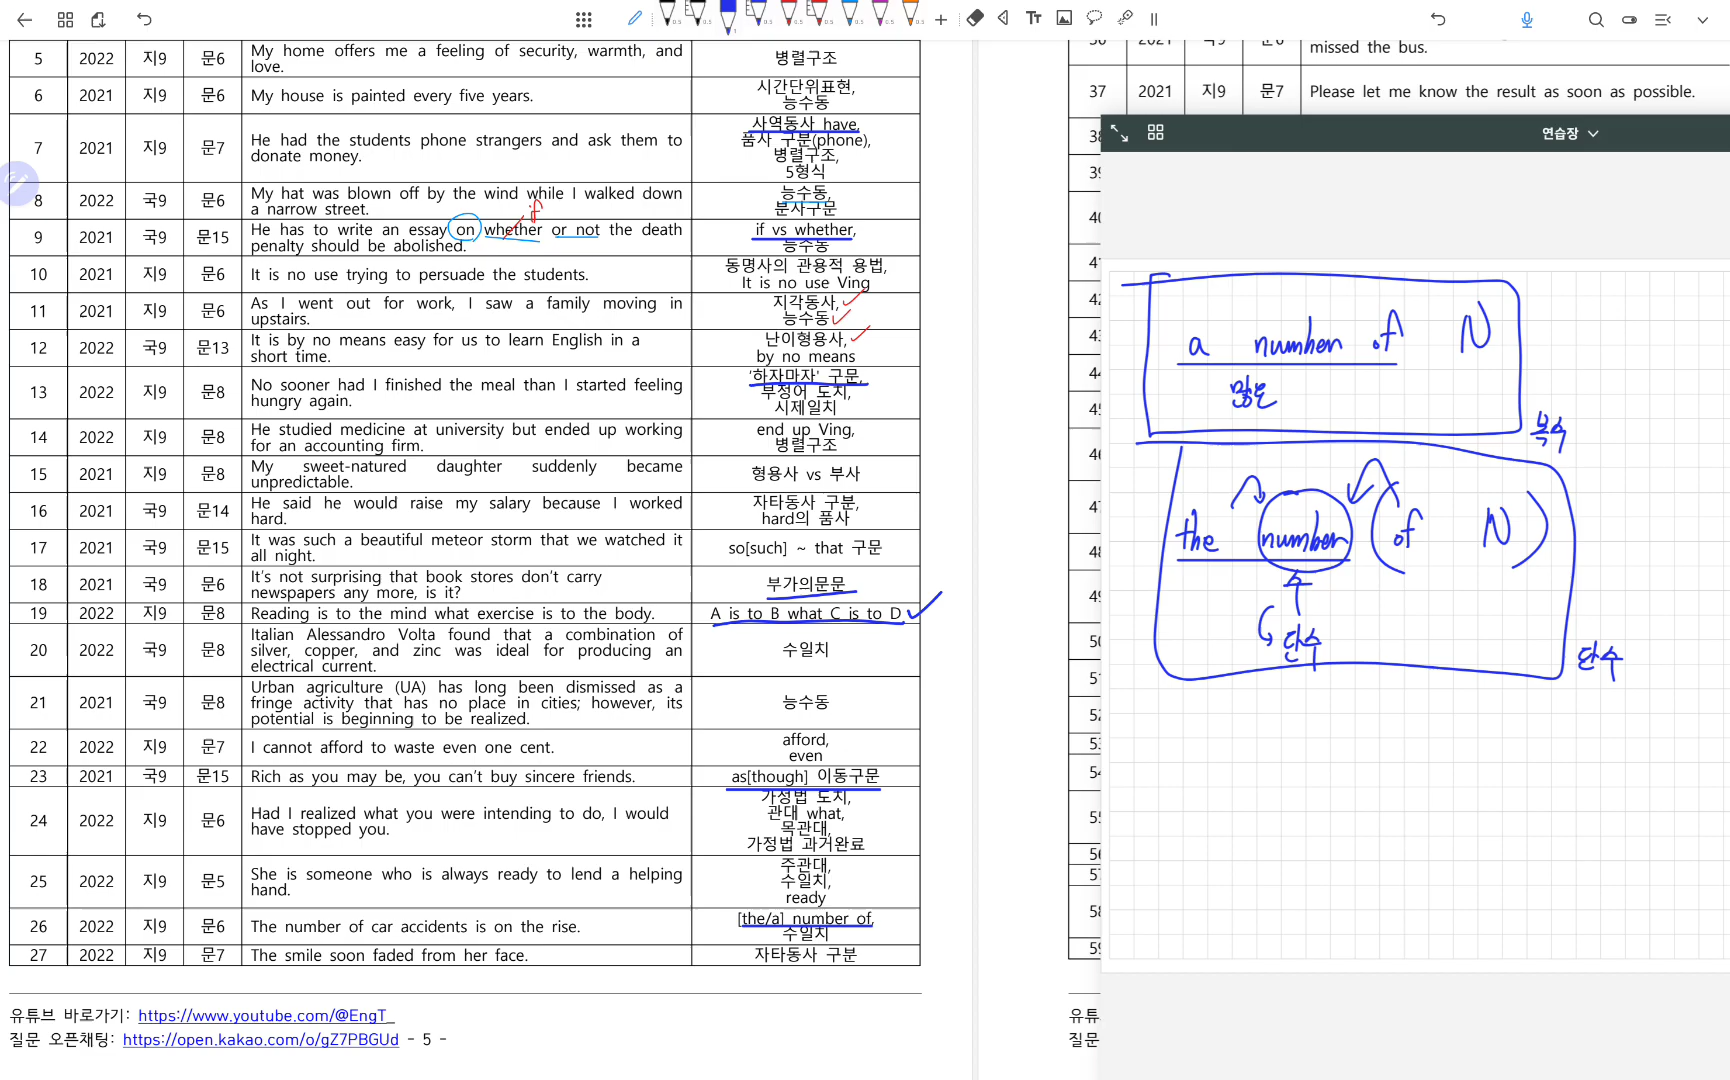 5 2022 지9 문6 My home offers me a feeling of security, warmth, and love. 병렬구조
6 2021 지9 문6 My house is painted every five years. 시간단위표현, 능수동
7 2021 지9 문7 He had the students phone strangers and ask them to donate money. 사역동사 have, 품사 구분(phone), 병렬구조, 5형식
8 2022 국9 문6 My hat was blown off by the wind while I walked down a narrow street. 능수동, 분사구문
if
9 2021 국9 문15 He has to write an essay on whether or not the death penalty should be abolished. if vs whether, 능수동
10 2021 지9 문6 It is no use trying to persuade the students. 동명사의 관용적 용법, It is no use Ving
11 2021 지9 문6 As I went out for work, I saw a family moving in upstairs. 지각동사, 능수동
12 2022 국9 문13 It is by no means easy for us to learn English in a short time. 난이형용사, by no means
13 2022 지9 문8 No sooner had I finished the meal than I started feeling hungry again. '하자마자' 구문, 부정어 도치, 시제일치
14 2022 지9 문8 He studied medicine at university but ended up working for an accounting firm. end up Ving, 병렬구조
15 2021 지9 문8 My sweet-natured daughter suddenly became unpredictable. 형용사 vs 부사
16 2021 국9 문14 He said he would raise my salary because I worked hard. 자타동사 구분, hard의 품사
17 2021 국9 문15 It was such a beautiful meteor storm that we watched it all night. so[such] ~ that 구문
18 2021 국9 문6 It's not surprising that book stores don't carry newspapers any more, is it? 부가의문문
19 2022 지9 문8 Reading is to the mind what exercise is to the body. A is to B what C is to D
20 2022 국9 문8 Italian Alessandro Volta found that a combination of silver, copper, and zinc was ideal for producing an electrical current. 수일치
21 2021 국9 문8 Urban agriculture (UA) has long been dismissed as a fringe activity that has no place in cities; however, its potential is beginning to be realized. 능수동
22 2022 지9 문7 I cannot afford to waste even one cent. afford, even
23 2021 국9 문15 Rich as you may be, you can't buy sincere friends. as[though] 이동구문
24 2022 지9 문6 Had I realized what you were intending to do, I would have stopped you. 가정법 도치, 관대 what, 목관대, 가정법 과거완료
25 2022 지9 문5 She is someone who is always ready to lend a helping hand. 주관대, 수일치, ready
26 2022 지9 문6 The number of car accidents is on the rise. [the/a] number of, 수일치
27 2022 지9 문7 The smile soon faded from her face. 자타동사 구분
유튜브 바로가기: https://www.youtube.com/@EngT_
질문 오픈채팅: https://open.kakao.com/o/gZ7PBGUd - 5 -
missed the bus.
37 2021 지9 문7 Please let me know the result as soon as possible.
연습장
a number of N
많은
복수
the number (of N)
수
단수
단수
40
42
43
44
46
48
50
52
유튜
질문